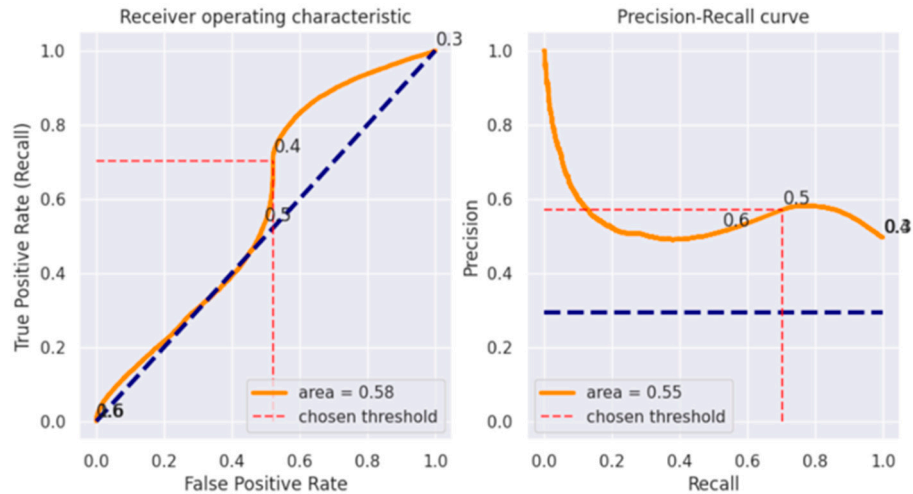 Receiver operating characteristic
True Positive Rate (Recall)
1.0
0.8
0.6
0.4
0.2
0.0
0.3
0.4
0.5
area = 0.58
chosen threshold
0.0 0.2 0.4 0.6 0.8 1.0
False Positive Rate
Precision-Recall curve
Precision
1.0
0.8
0.6
0.4
0.2
0.0
0.5
0.6
area = 0.55
chosen threshold
0.0 0.2 0.4 0.6 0.8 1.0
Recall